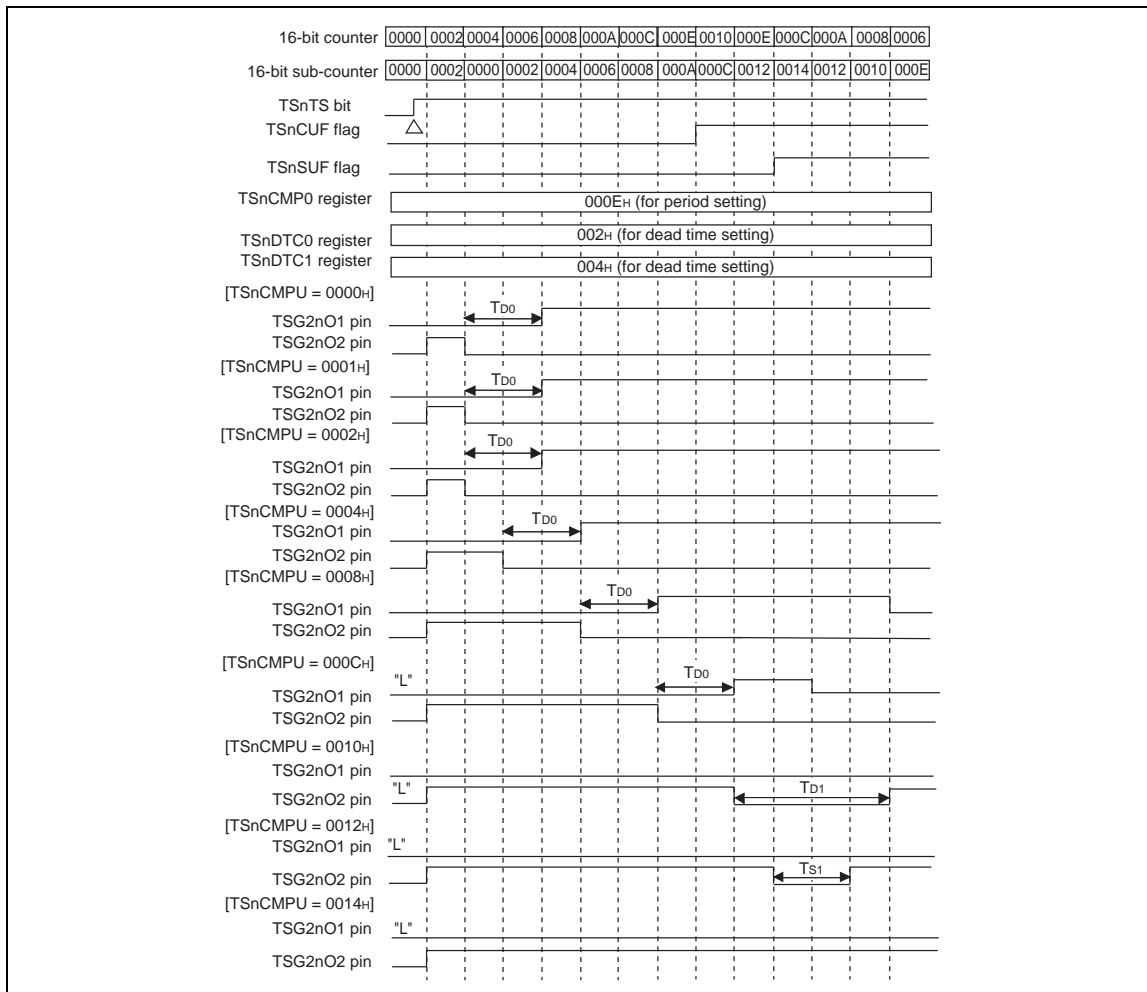 16-bit counter 0000 0002 0004 0006 0008 000A 000C 000E 0010 000E 000C 000A 0008 0006
16-bit sub-counter 0000 0002 0000 0002 0004 0006 0008 000A 000C 0012 0014 0012 0010 000E
TSnTS bit
TSnCUF flag
TSnSUF flag
TSnCMP0 register 000EH (for period setting)
TSnDTC0 register 002H (for dead time setting)
TSnDTC1 register 004H (for dead time setting)
[TSnCMPU = 0000H]
TSG2nO1 pin TD0
TSG2nO2 pin
[TSnCMPU = 0001H]
TSG2nO1 pin TD0
TSG2nO2 pin
[TSnCMPU = 0002H]
TSG2nO1 pin TD0
TSG2nO2 pin
[TSnCMPU = 0004H]
TSG2nO1 pin TD0
TSG2nO2 pin
[TSnCMPU = 0008H]
TSG2nO1 pin TD0
TSG2nO2 pin
[TSnCMPU = 000CH]
TSG2nO1 pin "L" TD0
TSG2nO2 pin
[TSnCMPU = 0010H]
TSG2nO1 pin
TSG2nO2 pin "L" TD1
[TSnCMPU = 0012H]
TSG2nO1 pin "L"
TSG2nO2 pin TS1
[TSnCMPU = 0014H]
TSG2nO1 pin "L"
TSG2nO2 pin